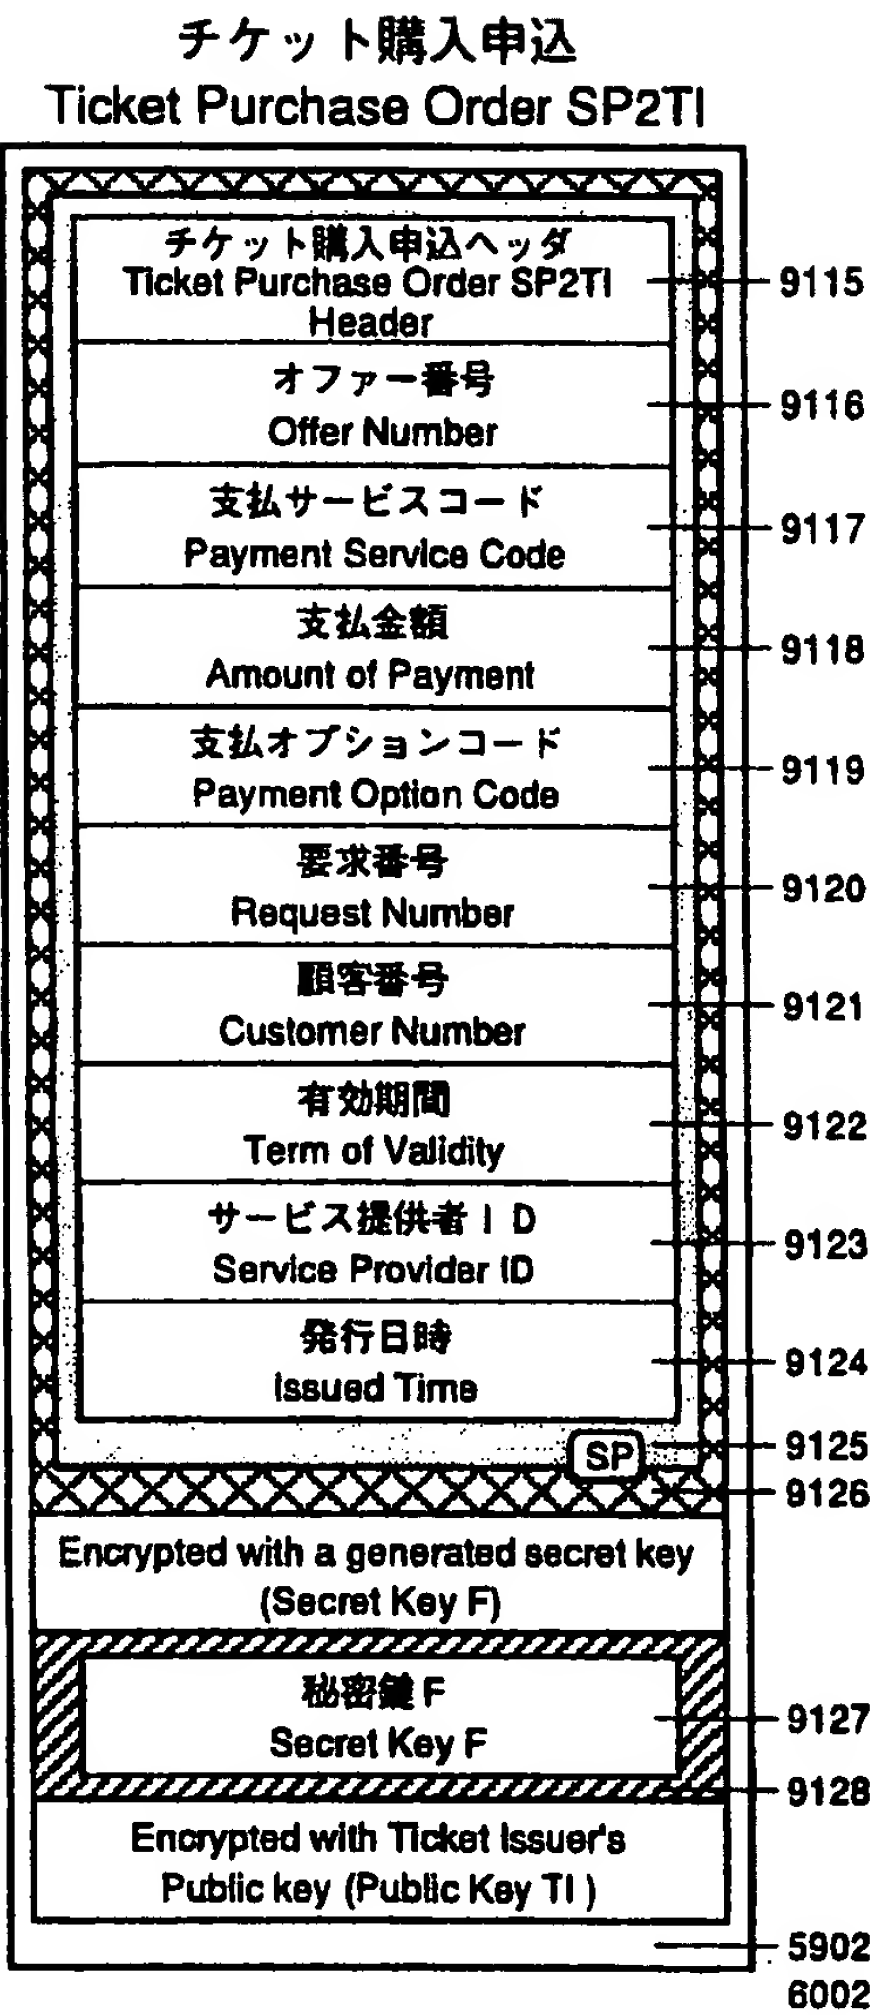 チケット購入申込
Ticket Purchase Order SP2TI
チケット購入申込ヘッダ
Ticket Purchase Order SP2TI
Header
9115
オファー番号
Offer Number
9116
支払サービスコード
Payment Service Code
9117
支払金額
Amount of Payment
9118
支払オプションコード
Payment Option Code
9119
要求番号
Request Number
9120
顧客番号
Customer Number
9121
有効期間
Term of Validity
9122
サービス提供者ID
Service Provider ID
9123
発行日時
Issued Time
9124
SP
9125
9126
Encrypted with a generated secret key
(Secret Key F)
秘密鍵F
Secret Key F
9127
9128
Encrypted with Ticket Issuer's
Public key (Public Key TI )
5902
6002